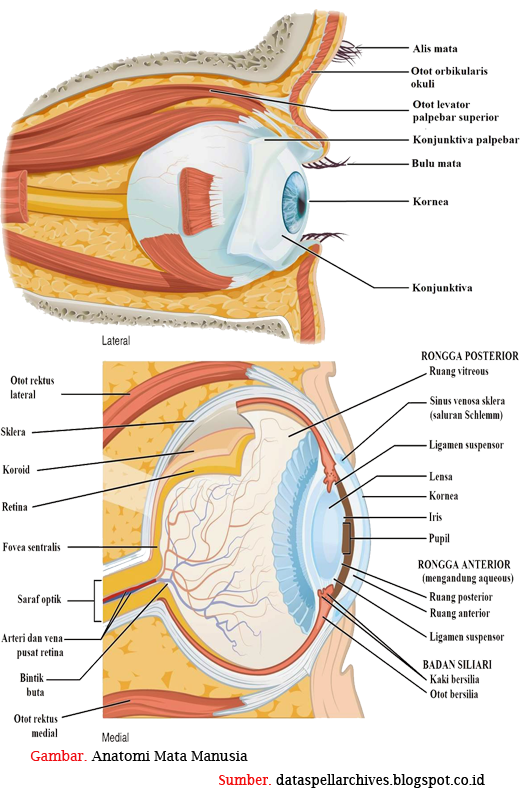 Alis mata
Otot orbikularis
okuli
Otot levator
palpebar superior
Konjunktiva palpebar
Bulu mata
Kornea
Konjunktiva
Lateral
RONGGA POSTERIOR
Ruang vitreous
Otot rektus
lateral
Sklera
Koroid
Retina
Fovea sentralis
Saraf optik
Arteri dan vena
pusat retina
Bintik
buta
Otot rektus
medial
Sinus venosa sklera
(saluran Schlemm)
Ligamen suspensor
Lensa
Kornea
Iris
Pupil
RONGGA ANTERIOR
(mengandung aqueous)
Ruang posterior
Ruang anterior
Ligamen suspensor
BADAN SILIARI
Kaki bersilia
Otot bersilia
Medial
Gambar. Anatomi Mata Manusia
Sumber. dataspellarchives.blogspot.co.id